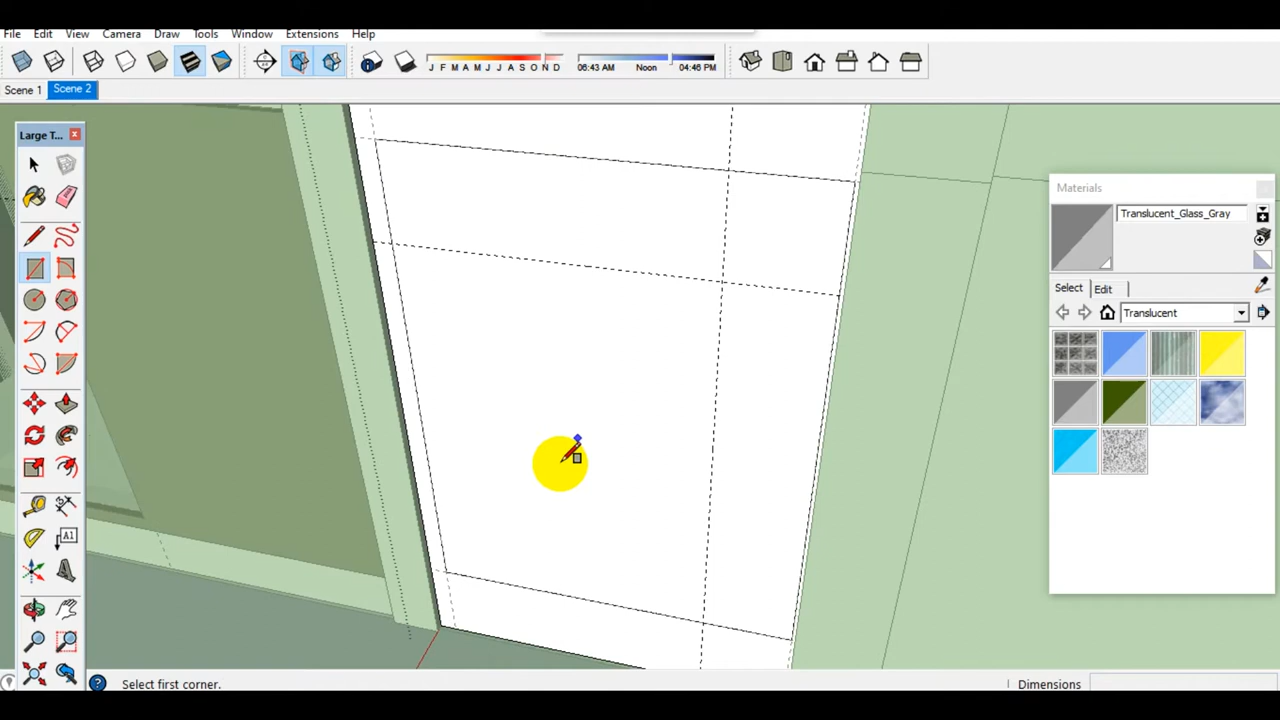 File Edit View Camera Draw Tools Window Extensions Help
J F M A M J J A S O N D 06:43 AM Noon 04:46 PM
Scene 1 Scene 2
Large T...
Materials
Translucent_Glass_Gray
Select Edit
Translucent
A1
Select first corner.
Dimensions